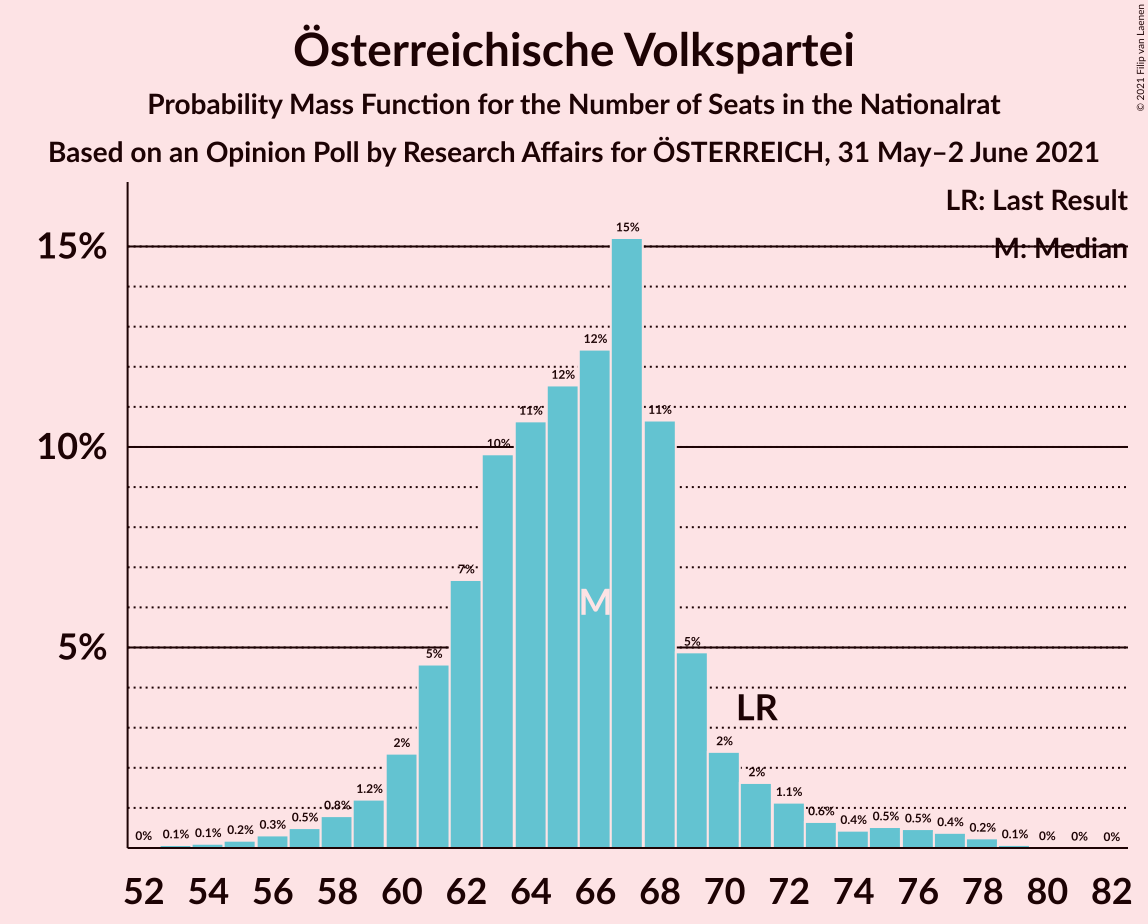 Österreichische Volkspartei
Probability Mass Function for the Number of Seats in the Nationalrat
Based on an Opinion Poll by Research Affairs for ÖSTERREICH, 31 May–2 June 2021
© 2021 Filip van Laenen
LR: Last Result
M: Median
15%
10%
5%
0% 0.1% 0.1% 0.2% 0.3% 0.5% 0.8% 1.2% 2% 5% 7% 10% 11% 12% 12% 15% 11% 5% 2% 2% 1.1% 0.6% 0.4% 0.5% 0.5% 0.4% 0.2% 0.1% 0% 0% 0%
M
LR
52 54 56 58 60 62 64 66 68 70 72 74 76 78 80 82